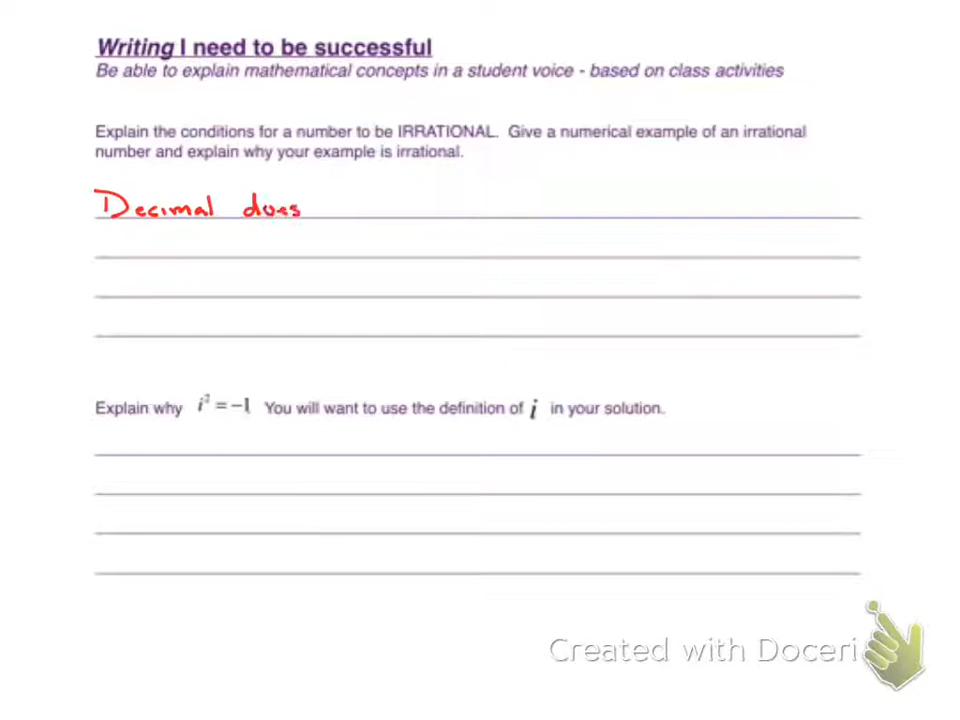 Writing I need to be successful
Be able to explain mathematical concepts in a student voice - based on class activities
Explain the conditions for a number to be IRRATIONAL. Give a numerical example of an irrational
number and explain why your example is irrational.
Decimal does
Explain why i² = −1 You will want to use the definition of i in your solution.
Created with Doceri